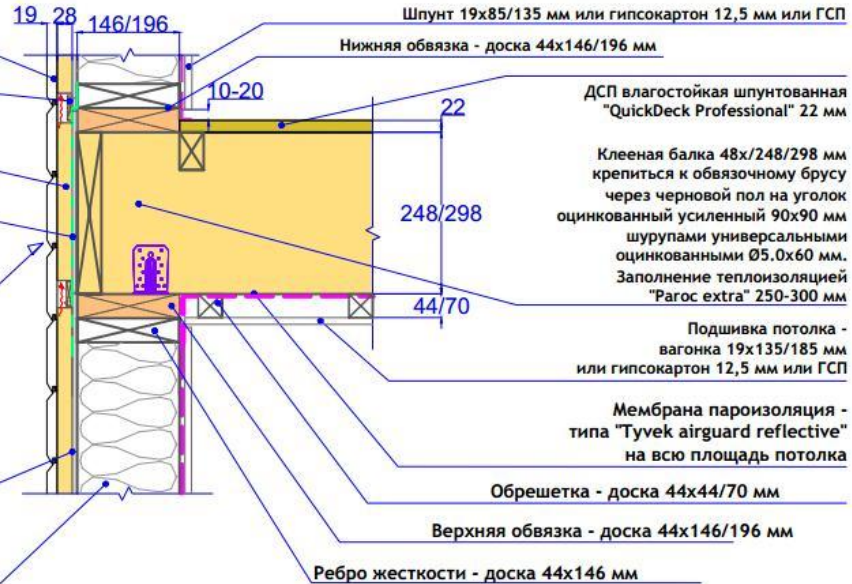 19 28 146/196
Шпунт 19х85/135 мм или гипсокартон 12,5 мм или ГСП
Нижняя обвязка - доска 44х146/196 мм
10-20
22
ДСП влагостойкая шпунтованная
"QuickDeck Professional" 22 мм
Клееная балка 48х/248/298 мм
крепиться к обвязочному брусу
через черновой пол на уголок
оцинкованный усиленный 90х90 мм
шурупами универсальными
оцинкованными Ø5,0х60 мм.
Заполнение теплоизоляцией
"Paroc extra" 250-300 мм
248/298
44/70
Подшивка потолка -
вагонка 19х135/185 мм
или гипсокартон 12,5 мм или ГСП
Мембрана пароизоляция -
типа "Tyvek airguard reflective"
на всю площадь потолка
Обрешетка - доска 44х44/70 мм
Верхняя обвязка - доска 44х146/196 мм
Ребро жесткости - доска 44х146 мм